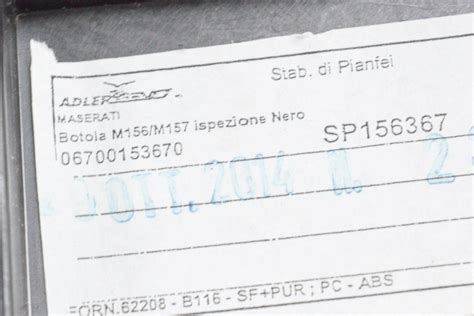 Stab. di Pianfei
ADLER
MASERATI
Botola M156/M157 ispezione Nero
06700153670
SP156367
OTT. 2014 M. 2
FORN.62208 - B116 - SF+PUR ; PC - ABS